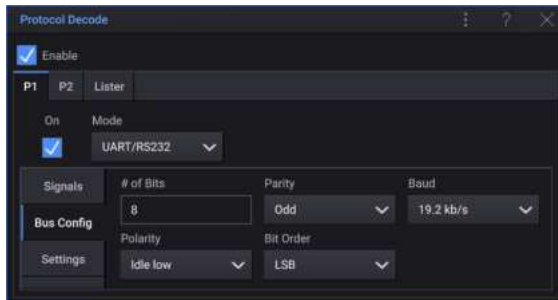 Protocol Decode
?
Enable
P1 P2 Lister
On Mode
UART/RS232
Signals # of Bits Parity Baud
8 Odd 19.2 kb/s
Bus Config
Polarity Bit Order
Settings Idle low LSB